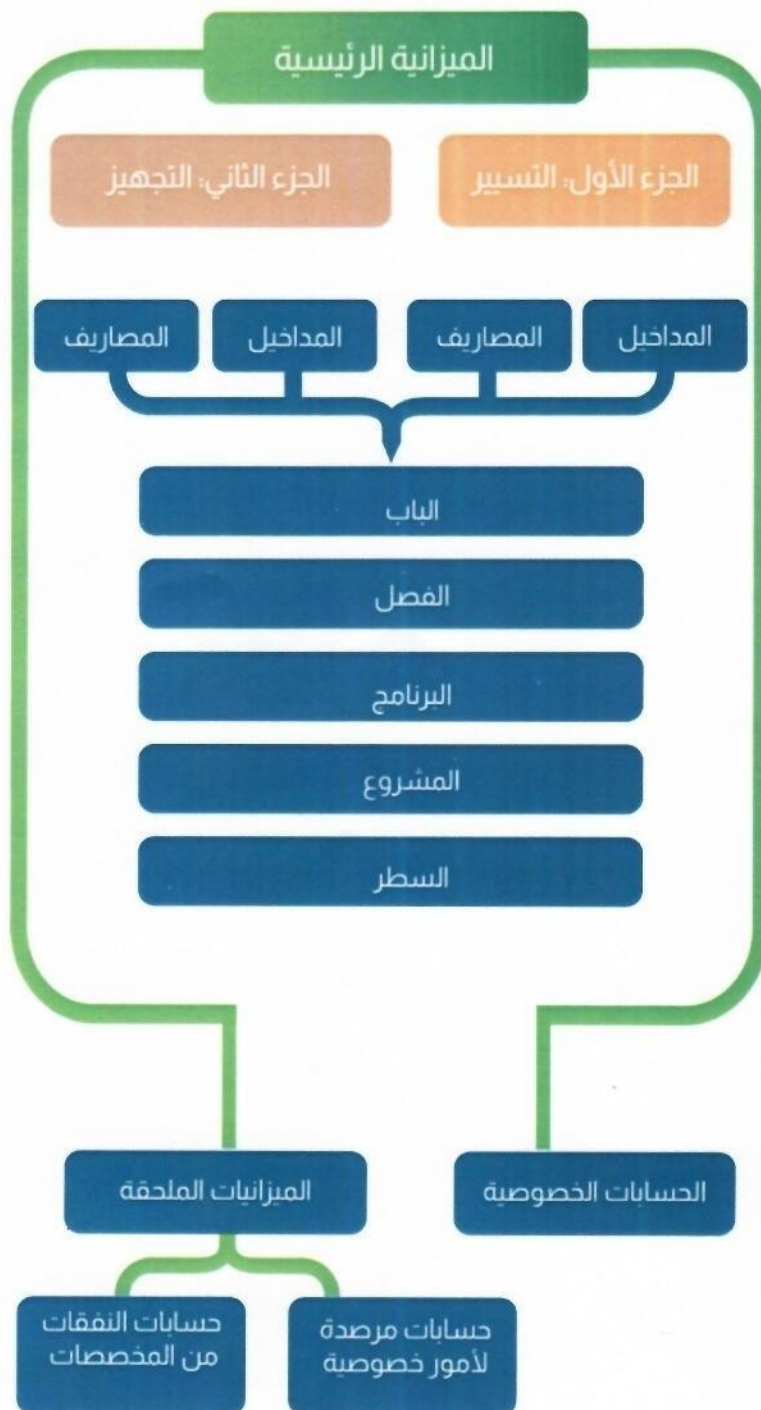 الميزانية الرئيسية
الجزء الأول: التسيير
الجزء الثاني: التجهيز
المداخيل
المصاريف
المداخيل
المصاريف
الباب
الفصل
البرنامج
المشروع
السطر
الحسابات الخصوصية
الميزانيات الملحقة
حسابات مرصدة
لأمور خصوصية
حسابات النفقات
من المخصصات